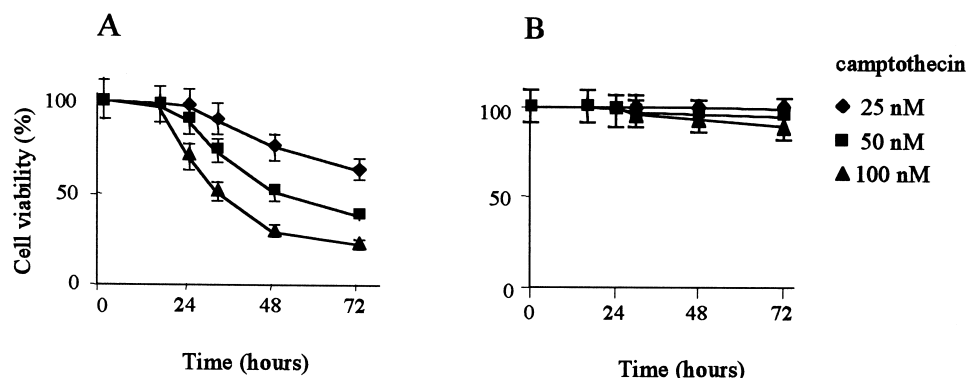 A
Cell viability (%)
100
50
0
0 24 48 72
Time (hours)
B
100
50
0
0 24 48 72
Time (hours)
camptothecin
25 nM
50 nM
100 nM